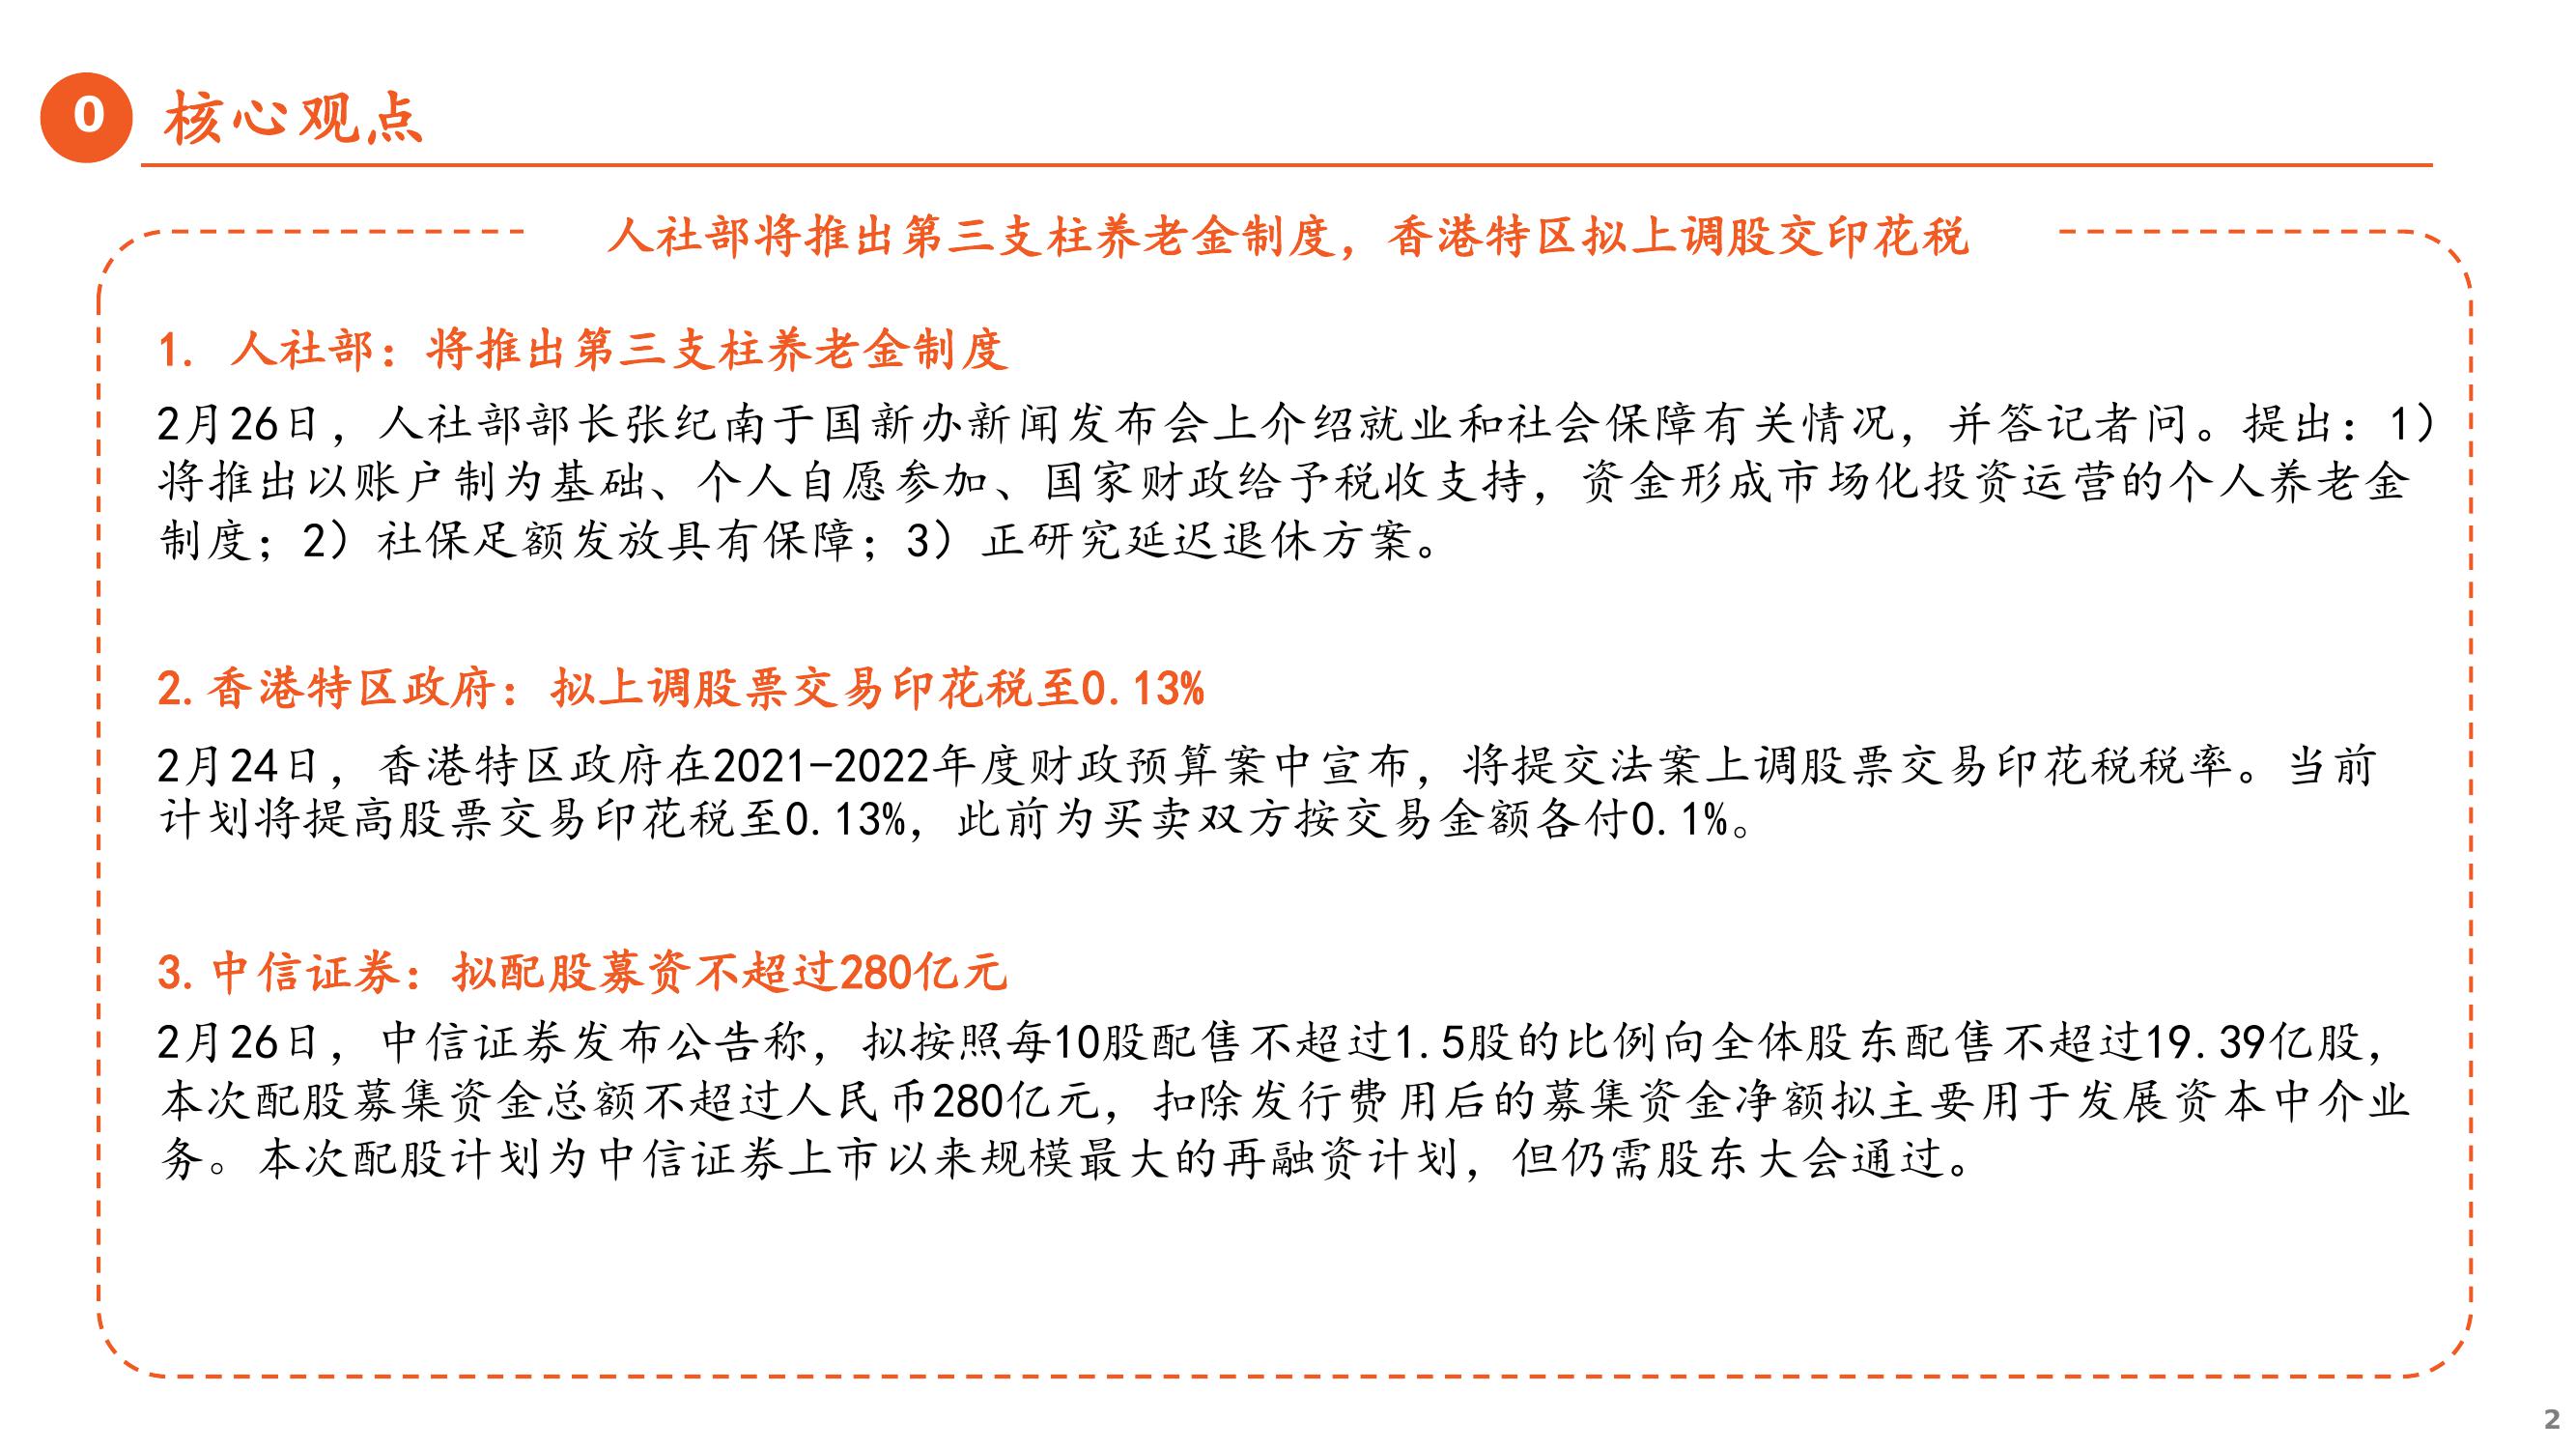 0 核心观点
人社部将推出第三支柱养老金制度，香港特区拟上调股交印花税
1. 人社部：将推出第三支柱养老金制度
2月26日，人社部部长张纪南于国新办新闻发布会上介绍就业和社会保障有关情况，并答记者问。提出：1）
将推出以账户制为基础、个人自愿参加、国家财政给予税收支持，资金形成市场化投资运营的个人养老金
制度；2）社保足额发放具有保障；3）正研究延迟退休方案。
2.香港特区政府：拟上调股票交易印花税至0.13%
2月24日，香港特区政府在2021-2022年度财政预算案中宣布，将提交法案上调股票交易印花税税率。当前
计划将提高股票交易印花税至0.13%，此前为买卖双方按交易金额各付0.1%。
3.中信证券：拟配股募资不超过280亿元
2月26日，中信证券发布公告称，拟按照每10股配售不超过1.5股的比例向全体股东配售不超过19.39亿股，
本次配股募集资金总额不超过人民币280亿元，扣除发行费用后的募集资金净额拟主要用于发展资本中介业
务。本次配股计划为中信证券上市以来规模最大的再融资计划，但仍需股东大会通过。
2